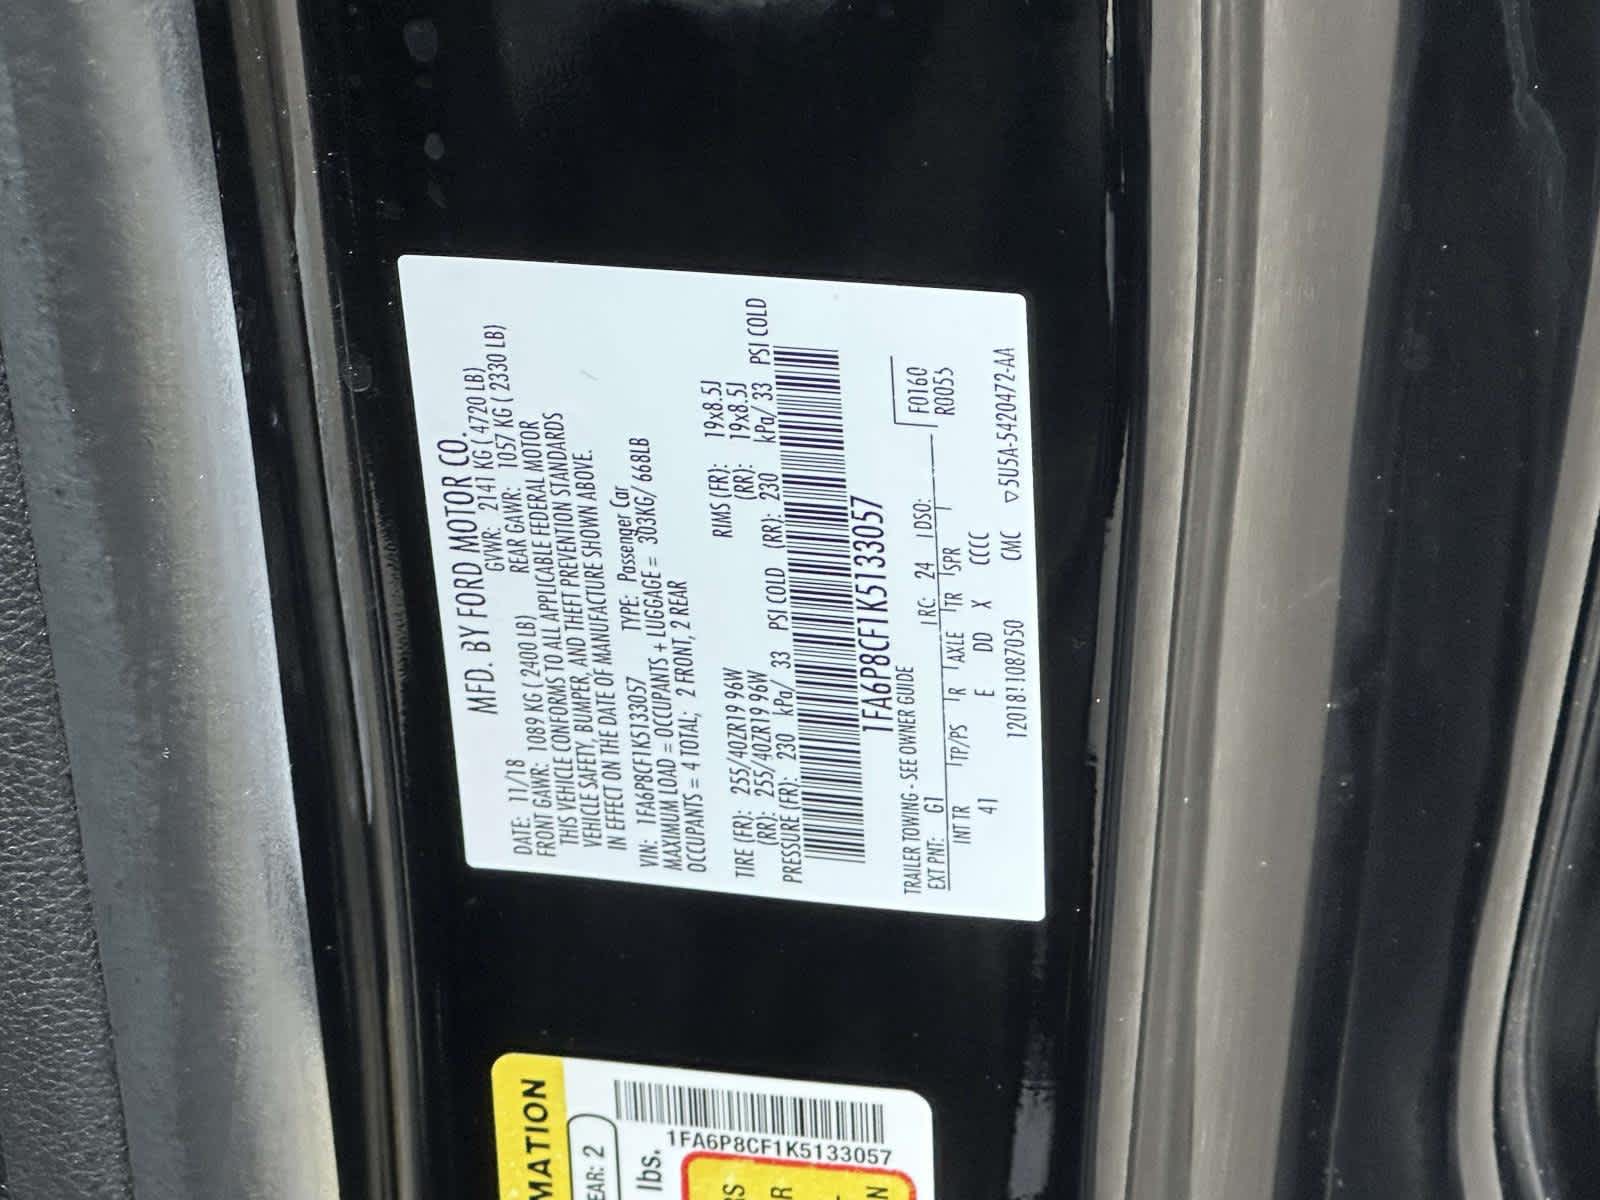 MFD. BY FORD MOTOR CO.
DATE: 11/18 GVWR: 2141 KG ( 4720 LB)
FRONT GAWR: 1089 KG ( 2400 LB) REAR GAWR: 1057 KG ( 2330 LB)
THIS VEHICLE CONFORMS TO ALL APPLICABLE FEDERAL MOTOR
VEHICLE SAFETY, BUMPER, AND THEFT PREVENTION STANDARDS
IN EFFECT ON THE DATE OF MANUFACTURE SHOWN ABOVE.
VIN: 1FA6P8CF1K5133057 TYPE: Passenger Car
MAXIMUM LOAD = OCCUPANTS + LUGGAGE = 303KG/ 668LB
OCCUPANTS = 4 TOTAL, 2 FRONT, 2 REAR
TIRE (FR): 255/40ZR19 96W RIMS (FR): 19x8.5J
(RR): 255/40ZR19 96W (RR): 19x8.5J
PRESSURE (FR): 230 kPa/ 33 PSI COLD (RR): 230 kPa/ 33 PSI COLD
1FA6P8CF1K5133057
TRAILER TOWING - SEE OWNER GUIDE F0160
EXT PNT: G1 RC: 24 DSO: R0055
INT TR TP/PS R AXLE TR SPR
41 E DD X CCCC
1201811087050 CMC ▽5U5A-5420472-AA
MATION
EAR: 2
lbs.
1FA6P8CF1K5133057
GS
R
N